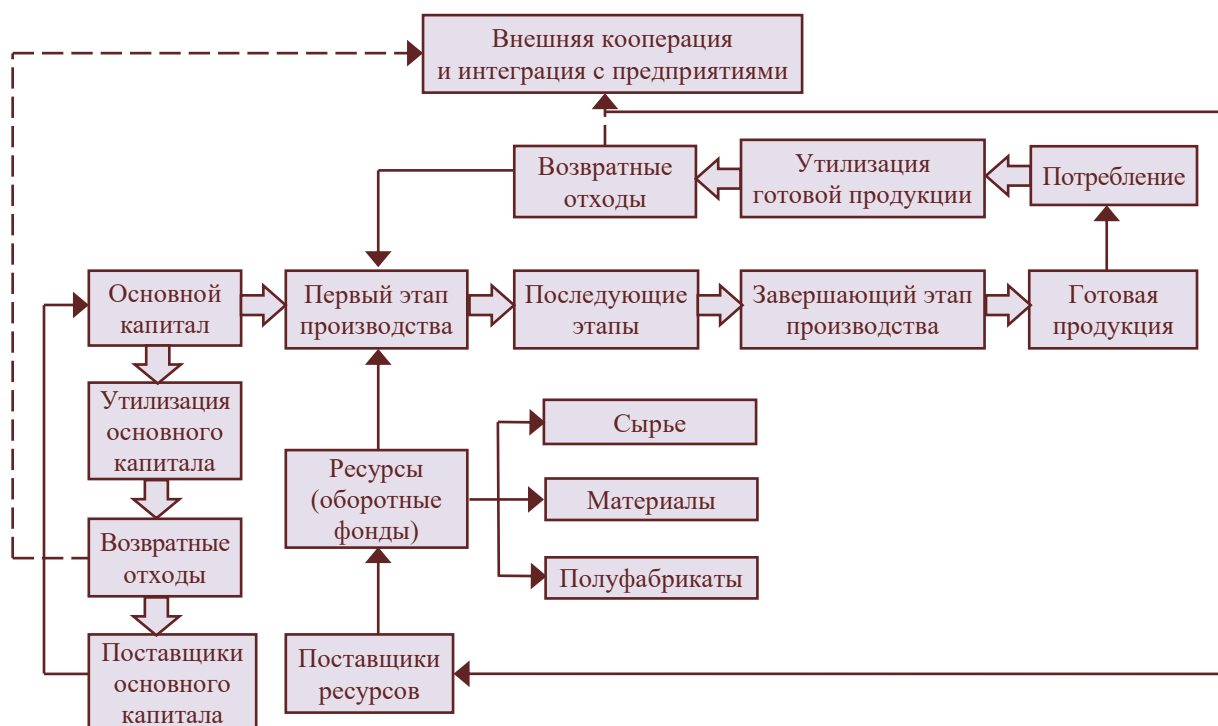 Внешняя кооперация
и интеграция с предприятиями
Возвратные
отходы
Утилизация
готовой продукции
Потребление
Основной
капитал
Первый этап
производства
Последующие
этапы
Завершающий этап
производства
Готовая
продукция
Утилизация
основного
капитала
Сырье
Ресурсы
(оборотные
фонды)
Материалы
Возвратные
отходы
Полуфабрикаты
Поставщики
основного
капитала
Поставщики
ресурсов